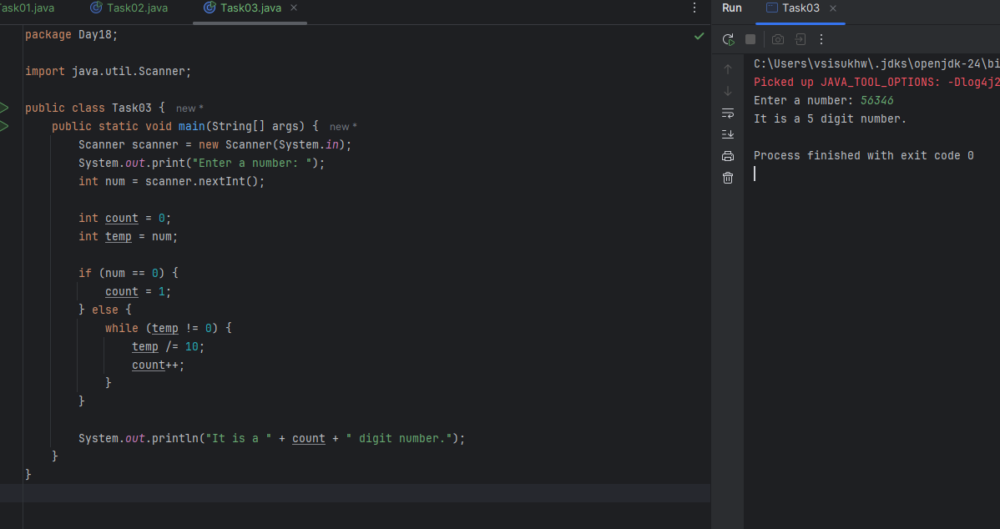 Task01.java Task02.java Task03.java
package Day18;
import java.util.Scanner;
public class Task03 { new *
public static void main(String[] args) { new *
Scanner scanner = new Scanner(System.in);
System.out.print("Enter a number: ");
int num = scanner.nextInt();
int count = 0;
int temp = num;
if (num == 0) {
count = 1;
} else {
while (temp != 0) {
temp /= 10;
count++;
}
}
System.out.println("It is a " + count + " digit number.");
}
}
Run Task03
C:\Users\vsisukhw\.jdks\openjdk-24\bi
Picked up JAVA_TOOL_OPTIONS: -Dlog4j2
Enter a number: 56346
It is a 5 digit number.
Process finished with exit code 0